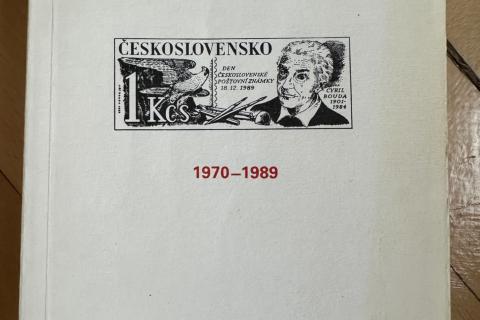 ČESKOSLOVENSKO
DEN
ČESKOSLOVENSKÉ
POŠTOVNÍ ZNÁMKY
18.12.1989
1 Kčs
CYRIL
BOUDA
1901-
1984
1970–1989